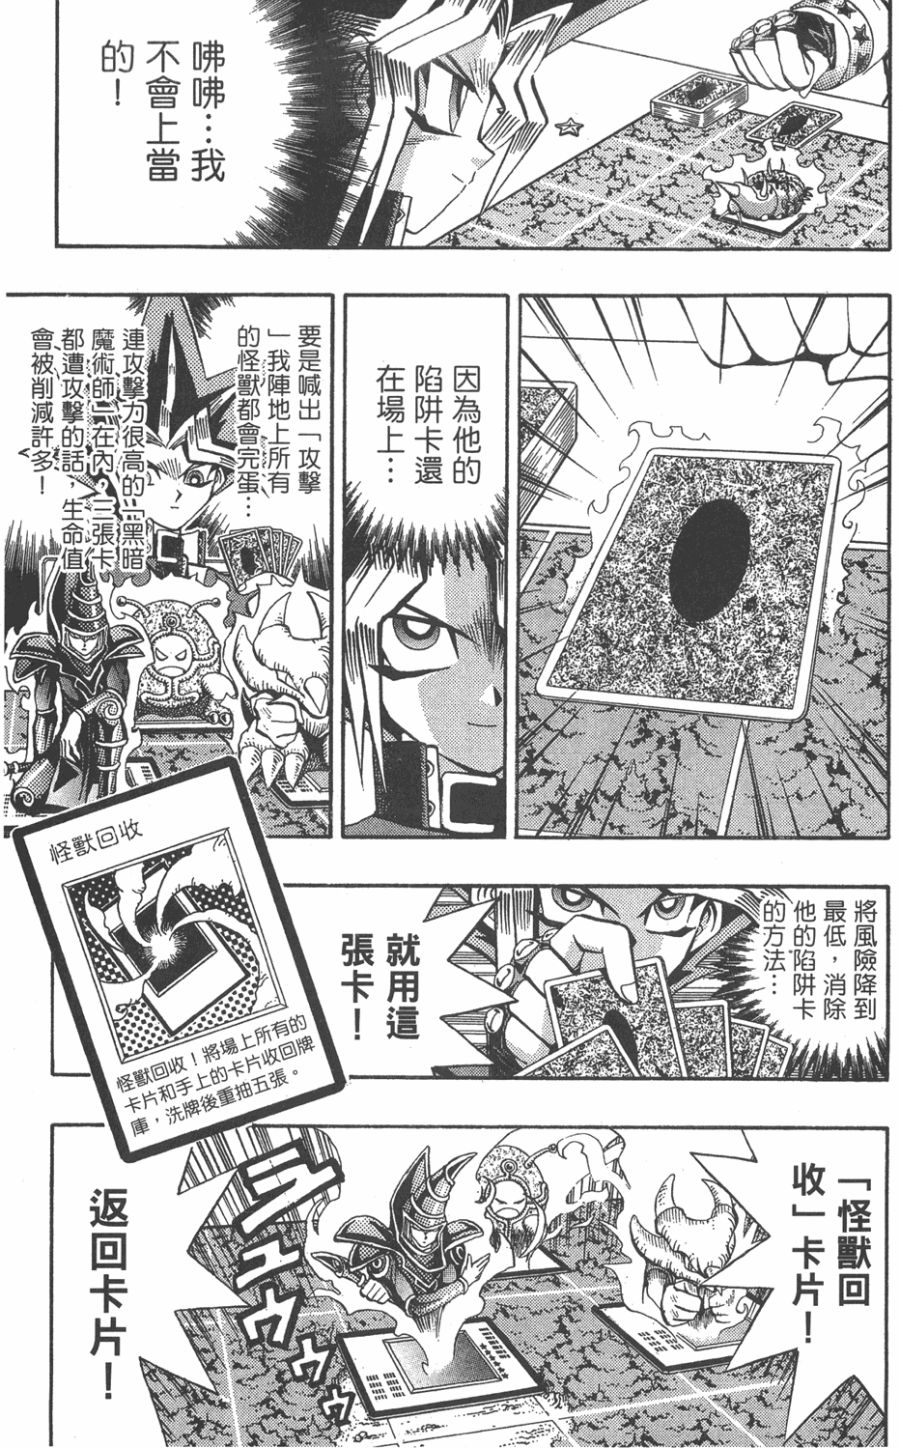 咈咈…我
不會上當
的！
因為他的
陷阱卡還
在場上…
要是喊出「攻擊
」我陣地上所有
的怪獸都會完蛋…
連攻擊力很高的「黑暗
魔術師」在內，三張卡
都遭攻擊的話，生命值
會被削減許多！
將風險降到
最低，消除
他的陷阱卡
的方法…
就用這
張卡！
怪獸回收
怪獸回收！將場上所有的
卡片和手上的卡片收回牌
庫，洗牌後重抽五張。
「怪獸回
收」卡片！
シュウウウ
返回卡片！